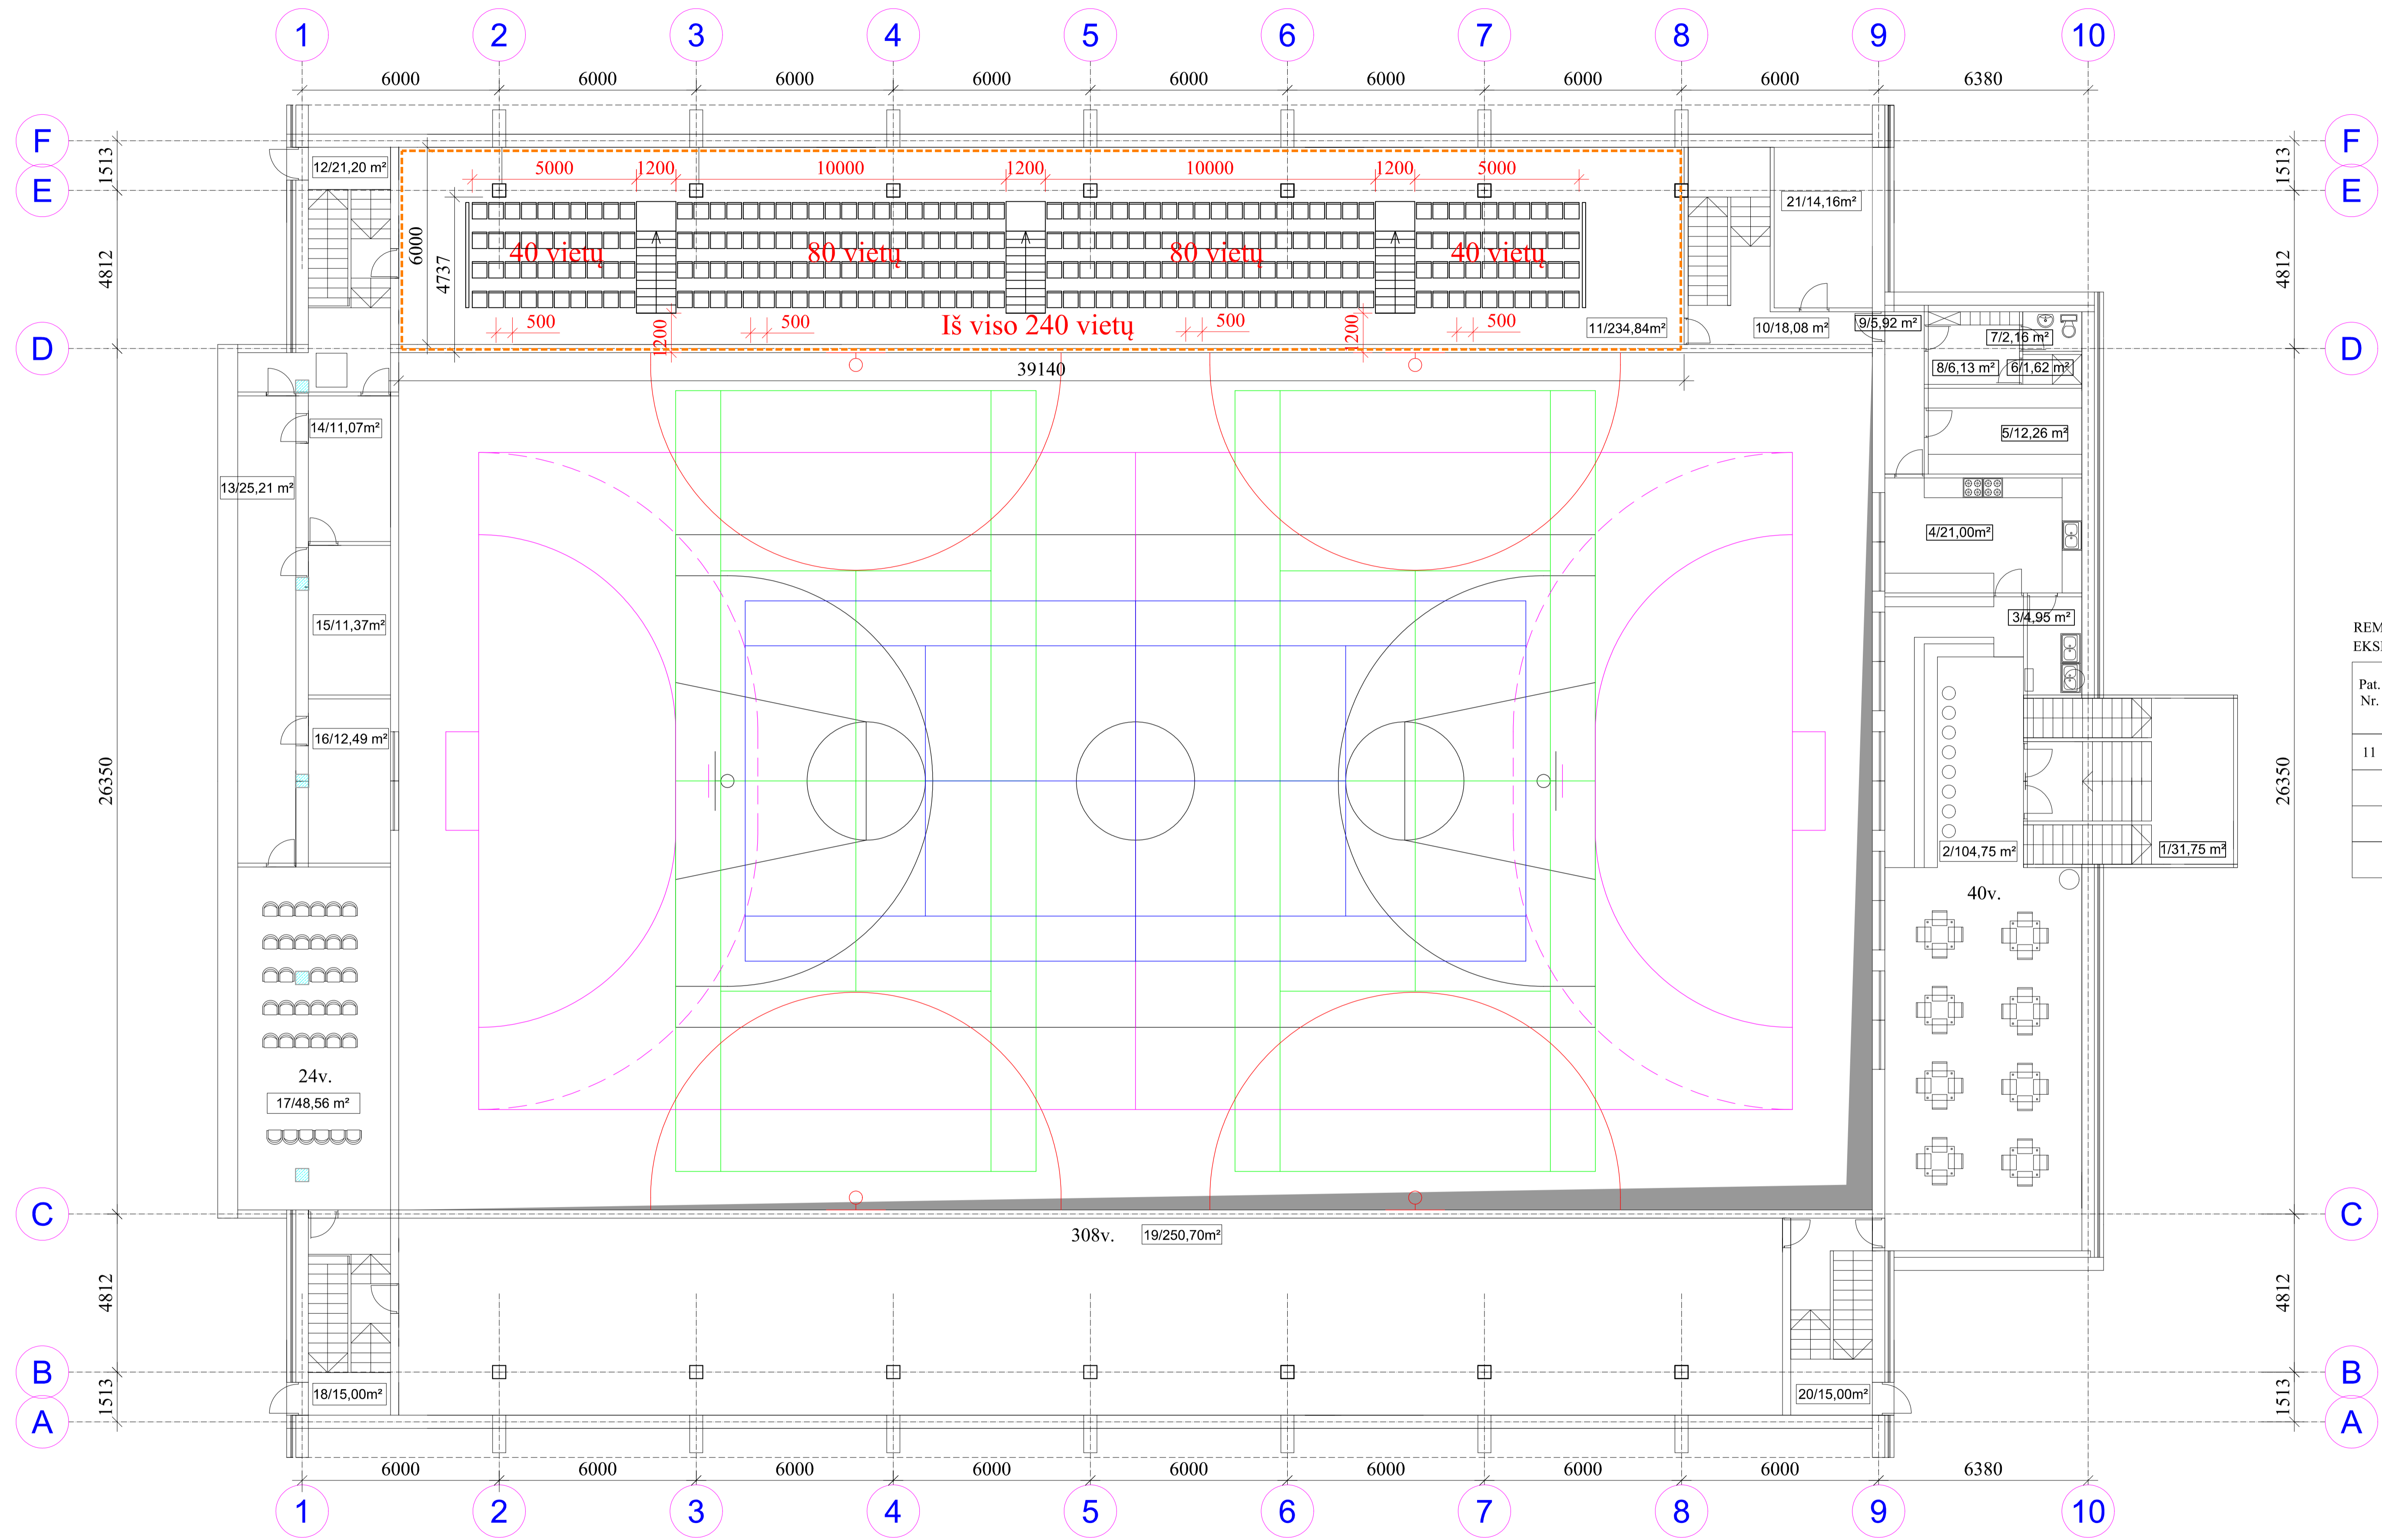 1 2 3 4 5 6 7 8 9 10
6000 6000 6000 6000 6000 6000 6000 6000 6380
F F
1513 1513
E E
4812 4812
D D
12/21,20 m²
5000 1200 10000 1200 10000 1200 5000
21/14,16m²
6000
4737
40 vietų 80 vietų 80 vietų 40 vietų
500 500 500 500
1200 1200
Iš viso 240 vietų
11/234,84m²
10/18,08 m²
9/5,92 m²
7/2,16 m²
8/6,13 m²
6/1,62 m²
39140
14/11,07m²
5/12,26 m²
13/25,21 m²
4/21,00m²
15/11,37m²
3/4,95 m²
16/12,49 m²
26350 26350
Pat.
Nr.
11
2/104,75 m²
1/31,75 m²
40v.
24v.
17/48,56 m²
C C
308v.
19/250,70m²
4812 4812
B B
18/15,00m²
20/15,00m²
1513 1513
A A
6000 6000 6000 6000 6000 6000 6000 6000 6380
1 2 3 4 5 6 7 8 9 10